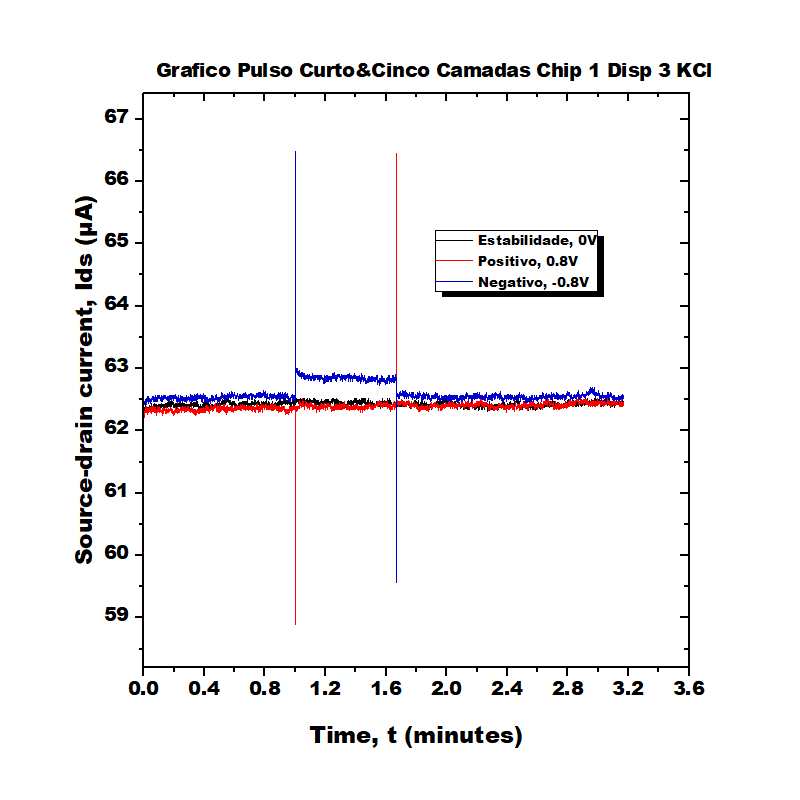 Grafico Pulso Curto&Cinco Camadas Chip 1 Disp 3 KCl
67
66
65
64
63
62
61
60
59
Source-drain current, Ids (µA)
Estabilidade, 0V
Positivo, 0.8V
Negativo, -0.8V
0.0 0.4 0.8 1.2 1.6 2.0 2.4 2.8 3.2 3.6
Time, t (minutes)